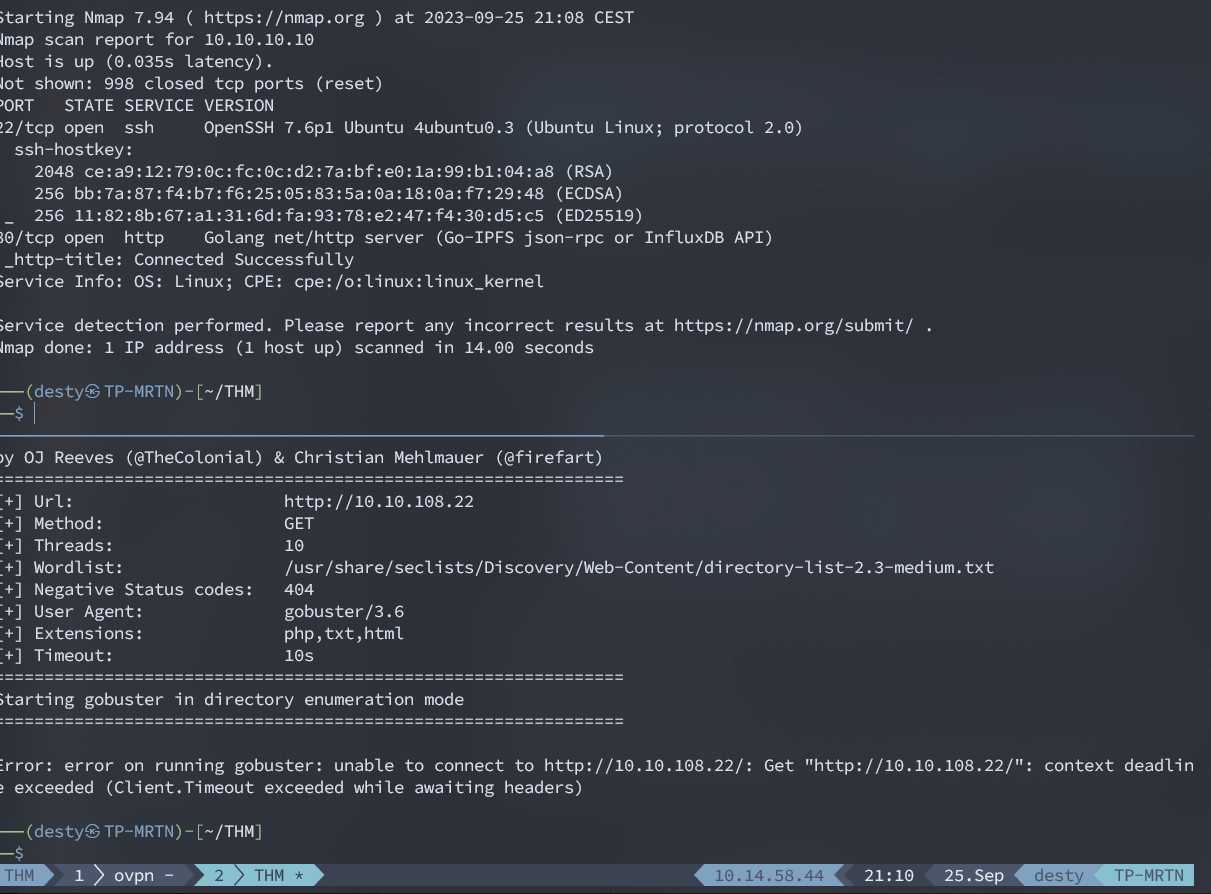 Starting Nmap 7.94 ( https://nmap.org ) at 2023-09-25 21:08 CEST
Nmap scan report for 10.10.10.10
Host is up (0.035s latency).
Not shown: 998 closed tcp ports (reset)
PORT   STATE SERVICE VERSION
22/tcp open  ssh     OpenSSH 7.6p1 Ubuntu 4ubuntu0.3 (Ubuntu Linux; protocol 2.0)
ssh-hostkey:
2048 ce:a9:12:79:0c:fc:0c:d2:7a:bf:e0:1a:99:b1:04:a8 (RSA)
256 bb:7a:87:f4:b7:f6:25:05:83:5a:0a:18:0a:f7:29:48 (ECDSA)
_  256 11:82:8b:67:a1:31:6d:fa:93:78:e2:47:f4:30:d5:c5 (ED25519)
80/tcp open  http    Golang net/http server (Go-IPFS json-rpc or InfluxDB API)
_http-title: Connected Successfully
Service Info: OS: Linux; CPE: cpe:/o:linux:linux_kernel
Service detection performed. Please report any incorrect results at https://nmap.org/submit/ .
Nmap done: 1 IP address (1 host up) scanned in 14.00 seconds
──(desty㉿TP-MRTN)-[~/THM]
─$
by OJ Reeves (@TheColonial) & Christian Mehlmauer (@firefart)
===============================================================
[+] Url:                     http://10.10.108.22
[+] Method:                  GET
[+] Threads:                 10
[+] Wordlist:                /usr/share/seclists/Discovery/Web-Content/directory-list-2.3-medium.txt
[+] Negative Status codes:   404
[+] User Agent:              gobuster/3.6
[+] Extensions:              php,txt,html
[+] Timeout:                 10s
===============================================================
Starting gobuster in directory enumeration mode
===============================================================
Error: error on running gobuster: unable to connect to http://10.10.108.22/: Get "http://10.10.108.22/": context deadlin
e exceeded (Client.Timeout exceeded while awaiting headers)
──(desty㉿TP-MRTN)-[~/THM]
─$
THM 1 ovpn - 2 THM * 10.14.58.44 21:10 25.Sep desty TP-MRTN